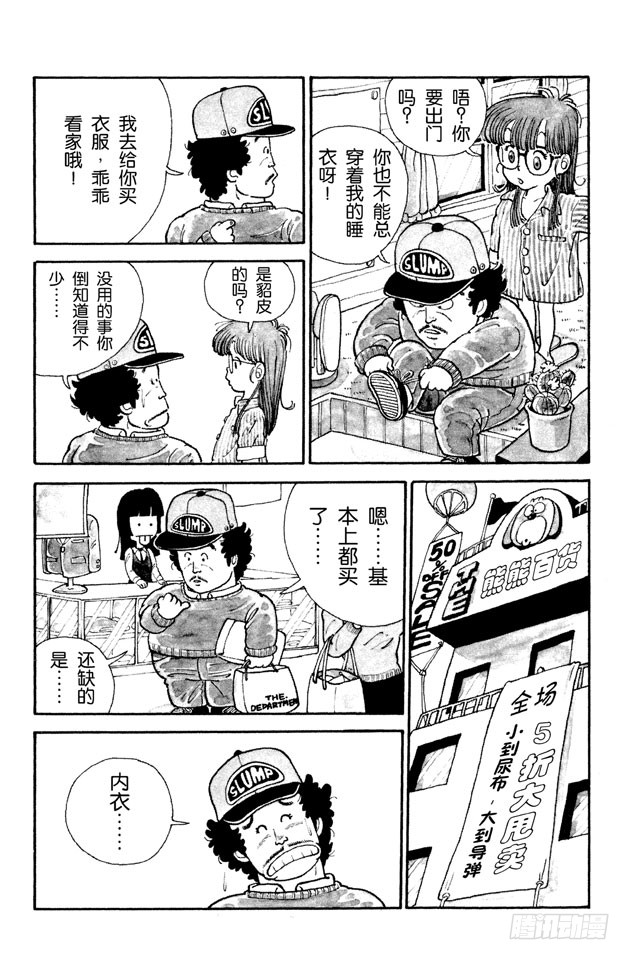 唔？你
要出门
吗？
你也不能总
穿着我的睡
衣呀！
SLUMP
SLUMP
我去给你买
衣服，乖乖
看家哦！
是貂皮
的吗？
没用的事你
倒知道得不
少……
50
% OFF
SALE
THE
熊熊百货
全场5折大甩卖
小到尿布，大到导弹
嗯……基
本上都买
了……
SLUMP
还缺的
是……
THE.
DEPARTMEN
内衣
……
SLUMP
腾讯动漫